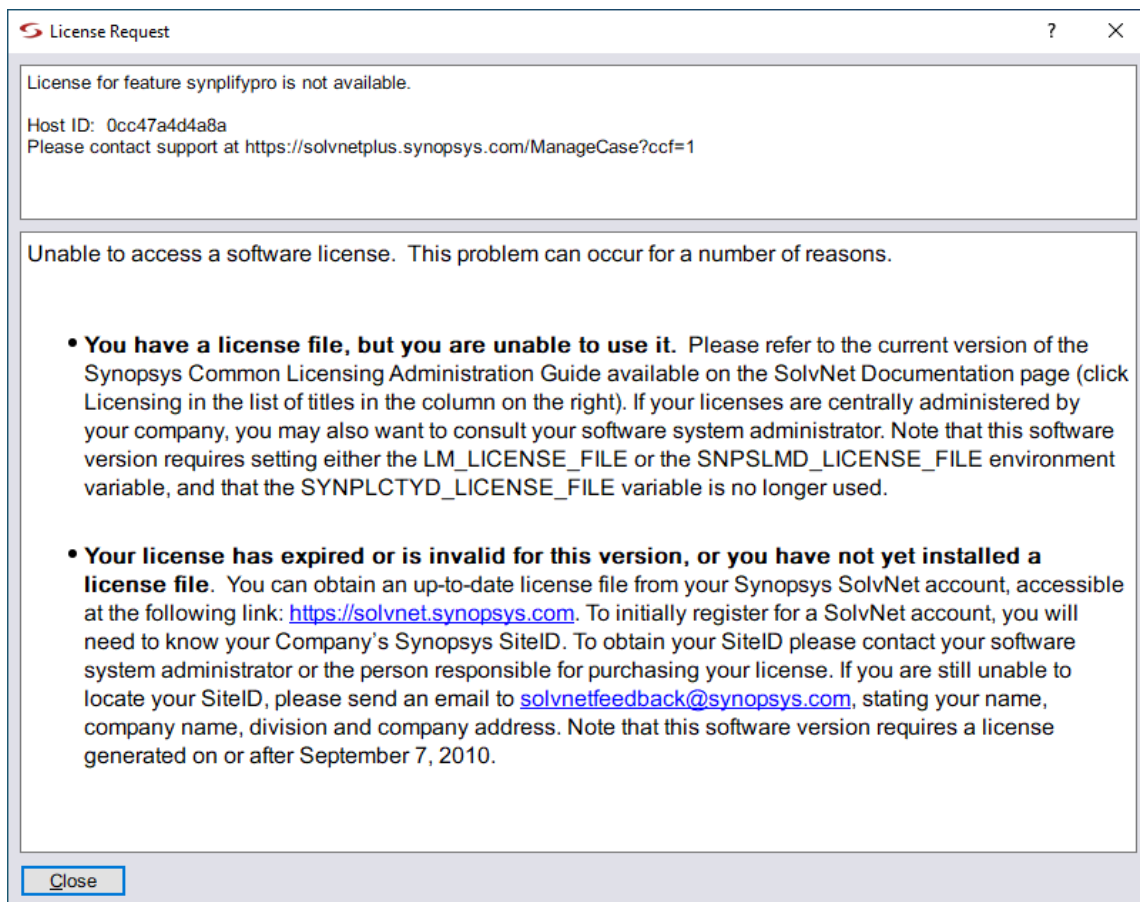 License Request
License for feature synplifypro is not available.
Host ID:  0cc47a4d4a8a
Please contact support at https://solvnetplus.synopsys.com/ManageCase?ccf=1
Unable to access a software license.  This problem can occur for a number of reasons.
• You have a license file, but you are unable to use it.  Please refer to the current version of the
Synopsys Common Licensing Administration Guide available on the SolvNet Documentation page (click
Licensing in the list of titles in the column on the right). If your licenses are centrally administered by
your company, you may also want to consult your software system administrator. Note that this software
version requires setting either the LM_LICENSE_FILE or the SNPSLMD_LICENSE_FILE environment
variable, and that the SYNPLCTYD_LICENSE_FILE variable is no longer used.
• Your license has expired or is invalid for this version, or you have not yet installed a
license file.  You can obtain an up-to-date license file from your Synopsys SolvNet account, accessible
at the following link: https://solvnet.synopsys.com. To initially register for a SolvNet account, you will
need to know your Company's Synopsys SiteID. To obtain your SiteID please contact your software
system administrator or the person responsible for purchasing your license. If you are still unable to
locate your SiteID, please send an email to solvnetfeedback@synopsys.com, stating your name,
company name, division and company address. Note that this software version requires a license
generated on or after September 7, 2010.
Close